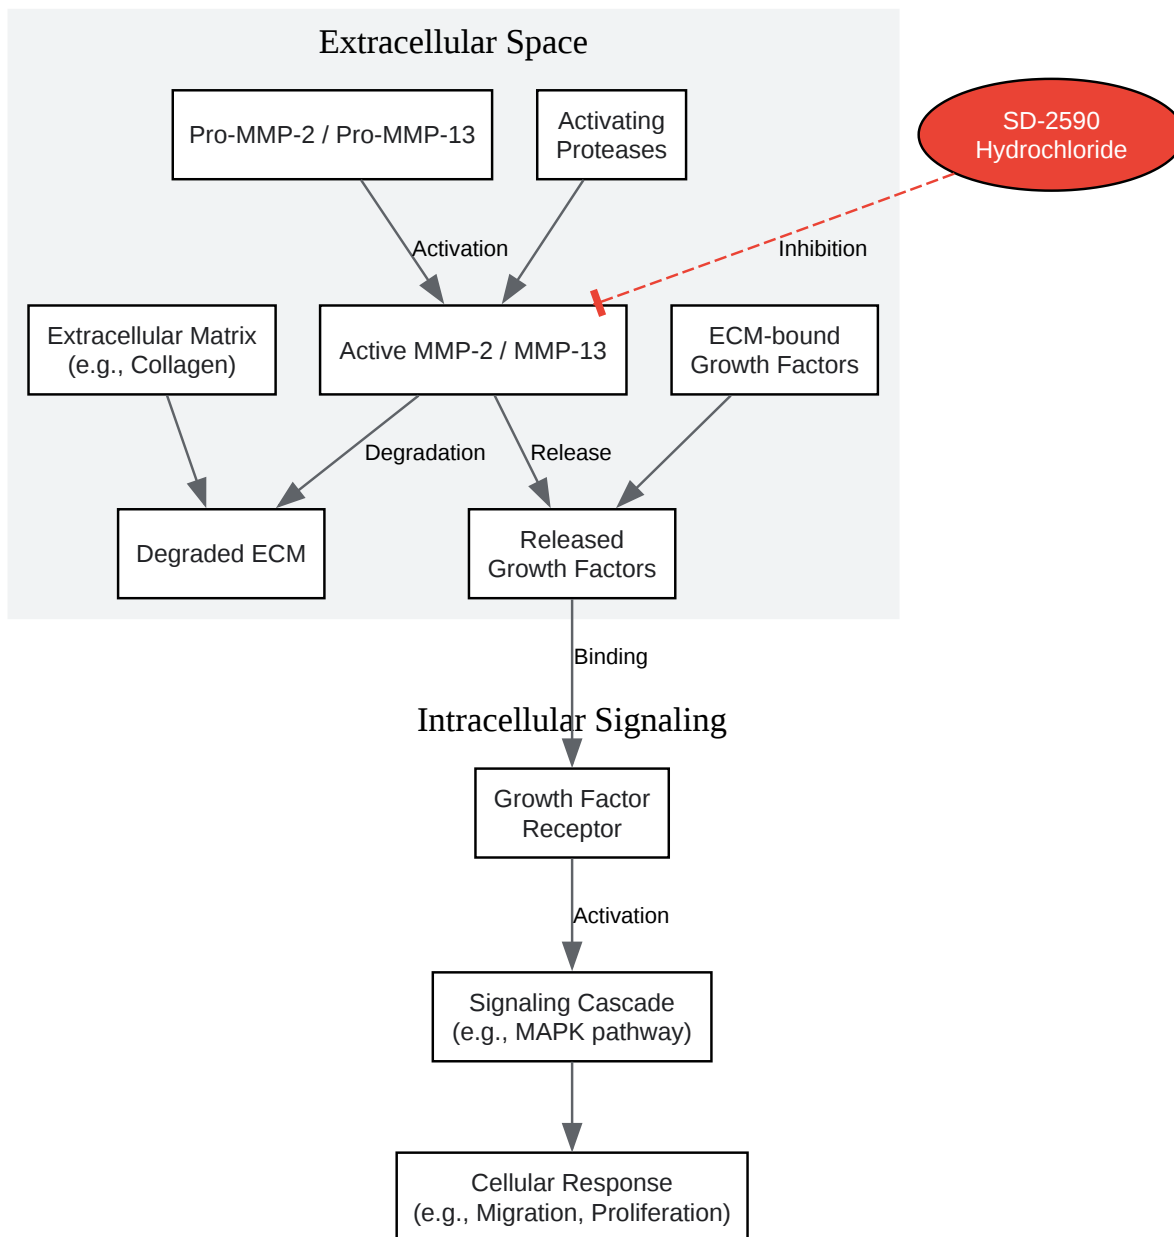 Extracellular Space
Pro-MMP-2 / Pro-MMP-13
Activating
Proteases
SD-2590
Hydrochloride
Activation
Inhibition
Extracellular Matrix
(e.g., Collagen)
Active MMP-2 / MMP-13
ECM-bound
Growth Factors
Degradation
Release
Degraded ECM
Released
Growth Factors
Binding
Intracellular Signaling
Growth Factor
Receptor
Activation
Signaling Cascade
(e.g., MAPK pathway)
Cellular Response
(e.g., Migration, Proliferation)